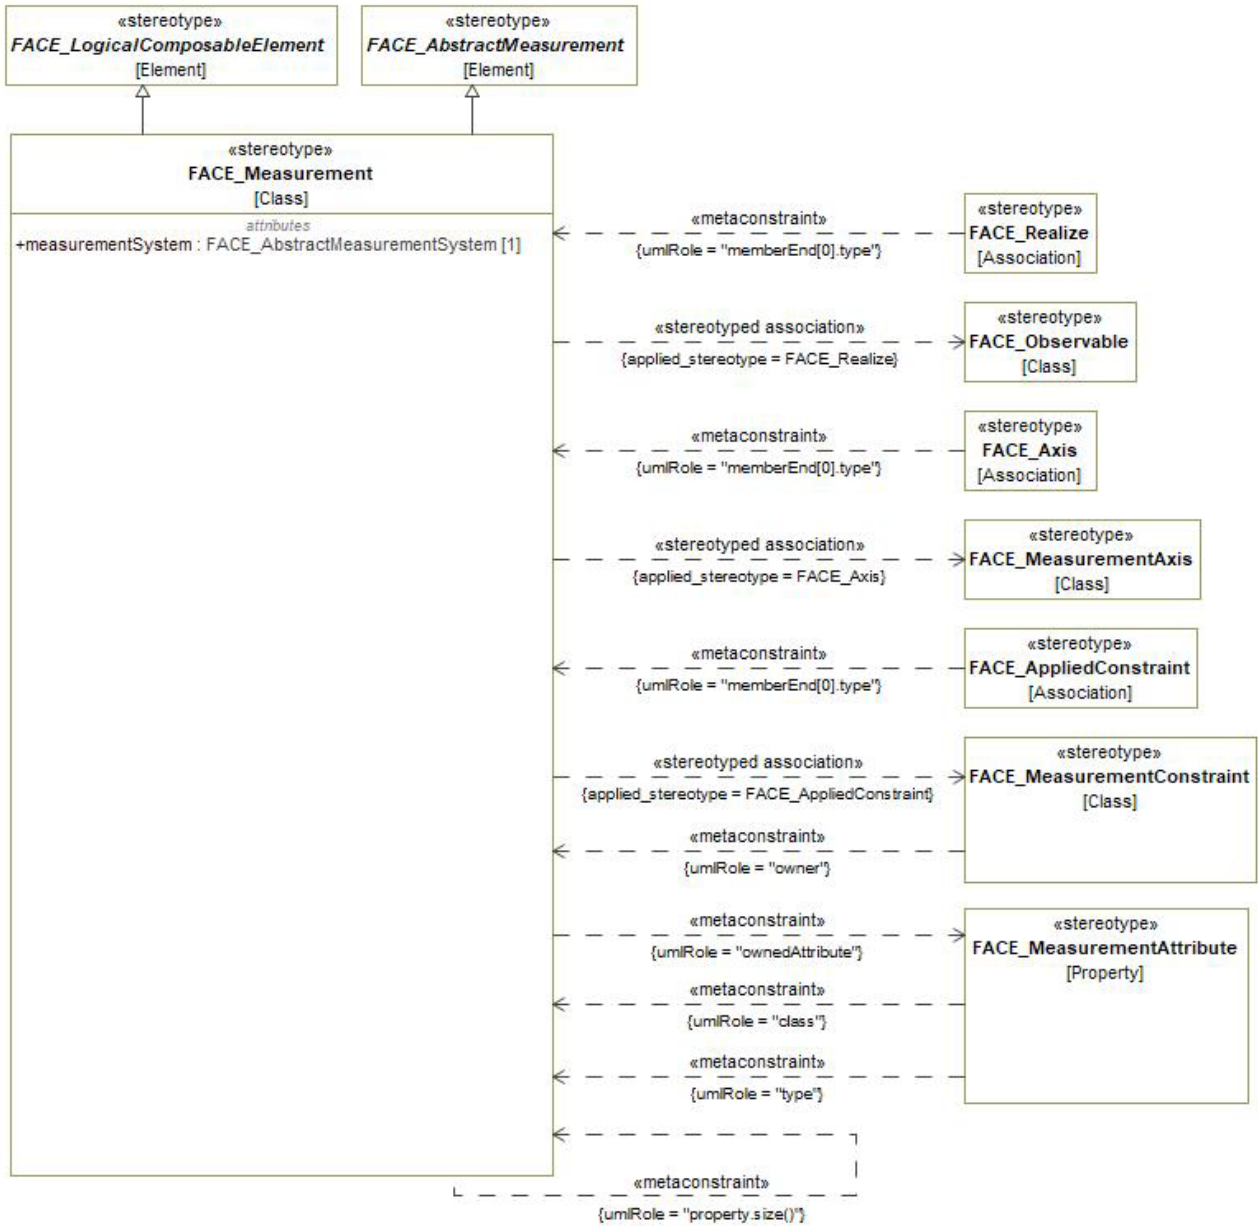 «stereotype»
FACE_LogicalComposableElement
[Element]
«stereotype»
FACE_AbstractMeasurement
[Element]
«stereotype»
FACE_Measurement
[Class]
attributes
+measurementSystem : FACE_AbstractMeasurementSystem [1]
«metaconstraint»
{umlRole = "memberEnd[0].type"}
«stereotype»
FACE_Realize
[Association]
«stereotyped association»
{applied_stereotype = FACE_Realize}
«stereotype»
FACE_Observable
[Class]
«metaconstraint»
{umlRole = "memberEnd[0].type"}
«stereotype»
FACE_Axis
[Association]
«stereotyped association»
{applied_stereotype = FACE_Axis}
«stereotype»
FACE_MeasurementAxis
[Class]
«metaconstraint»
{umlRole = "memberEnd[0].type"}
«stereotype»
FACE_AppliedConstraint
[Association]
«stereotyped association»
{applied_stereotype = FACE_AppliedConstraint}
«stereotype»
FACE_MeasurementConstraint
[Class]
«metaconstraint»
{umlRole = "owner"}
«metaconstraint»
{umlRole = "ownedAttribute"}
«stereotype»
FACE_MeasurementAttribute
[Property]
«metaconstraint»
{umlRole = "class"}
«metaconstraint»
{umlRole = "type"}
«metaconstraint»
{umlRole = "property.size()"}